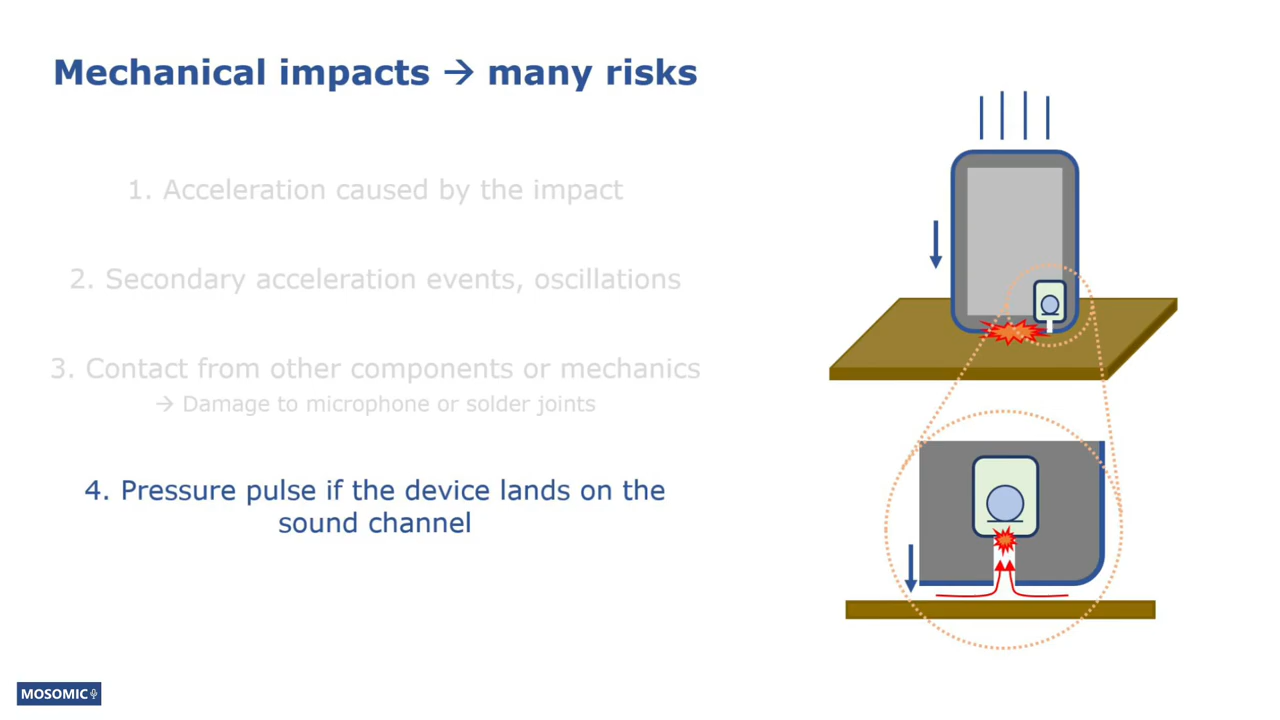 Mechanical impacts → many risks
1. Acceleration caused by the impact
2. Secondary acceleration events, oscillations
3. Contact from other components or mechanics
→ Damage to microphone or solder joints
4. Pressure pulse if the device lands on the
sound channel
MOSOMIC